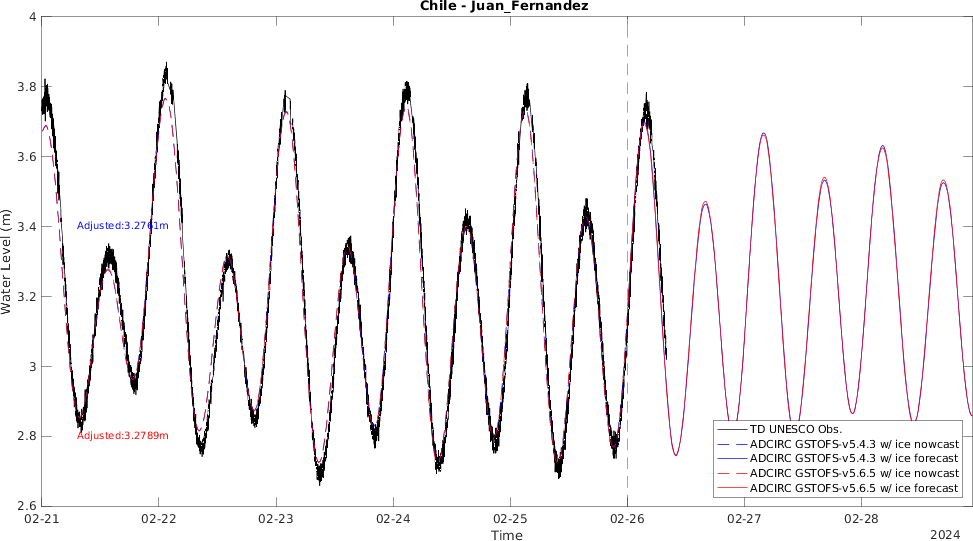 Chile - Juan_Fernandez
4
3.8
3.6
3.4
3.2
3
2.8
2.6
Water Level (m)
Adjusted:3.2761m
Adjusted:3.2789m
TD UNESCO Obs.
ADCIRC GSTOFS-v5.4.3 w/ ice nowcast
ADCIRC GSTOFS-v5.4.3 w/ ice forecast
ADCIRC GSTOFS-v5.6.5 w/ ice nowcast
ADCIRC GSTOFS-v5.6.5 w/ ice forecast
02-21 02-22 02-23 02-24 02-25 02-26 02-27 02-28
Time
2024